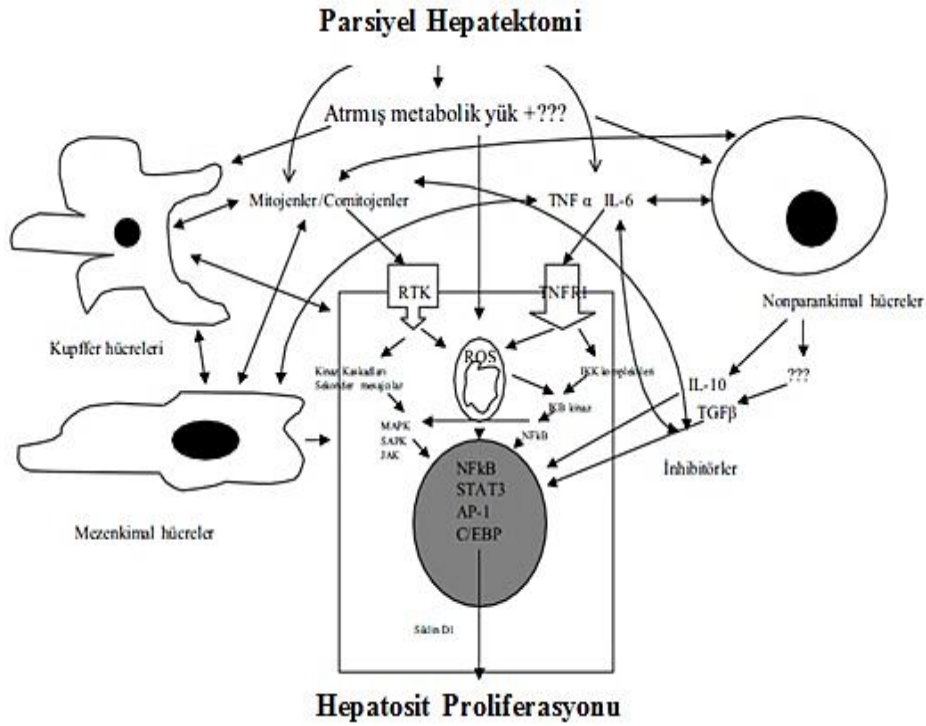 Parsiyel Hepatektomi
Atrmış metabolik yük +???
Mitojenler/Comitojenler
TNF α IL-6
RTK
TNFR1
Nonparankimal hücreler
Kupffer hücreleri
ROS
Kinaz Kaskadları
Sekonder mesajcılar
IKK kompleksleri
IL-10
???
TGFβ
IKB kinaz
MAPK
SAPK
JAK
NFkB
İnhibitörler
NFkB
STAT3
AP-1
C/EBP
Mezenkimal hücreler
Siklin D1
Hepatosit Proliferasyonu